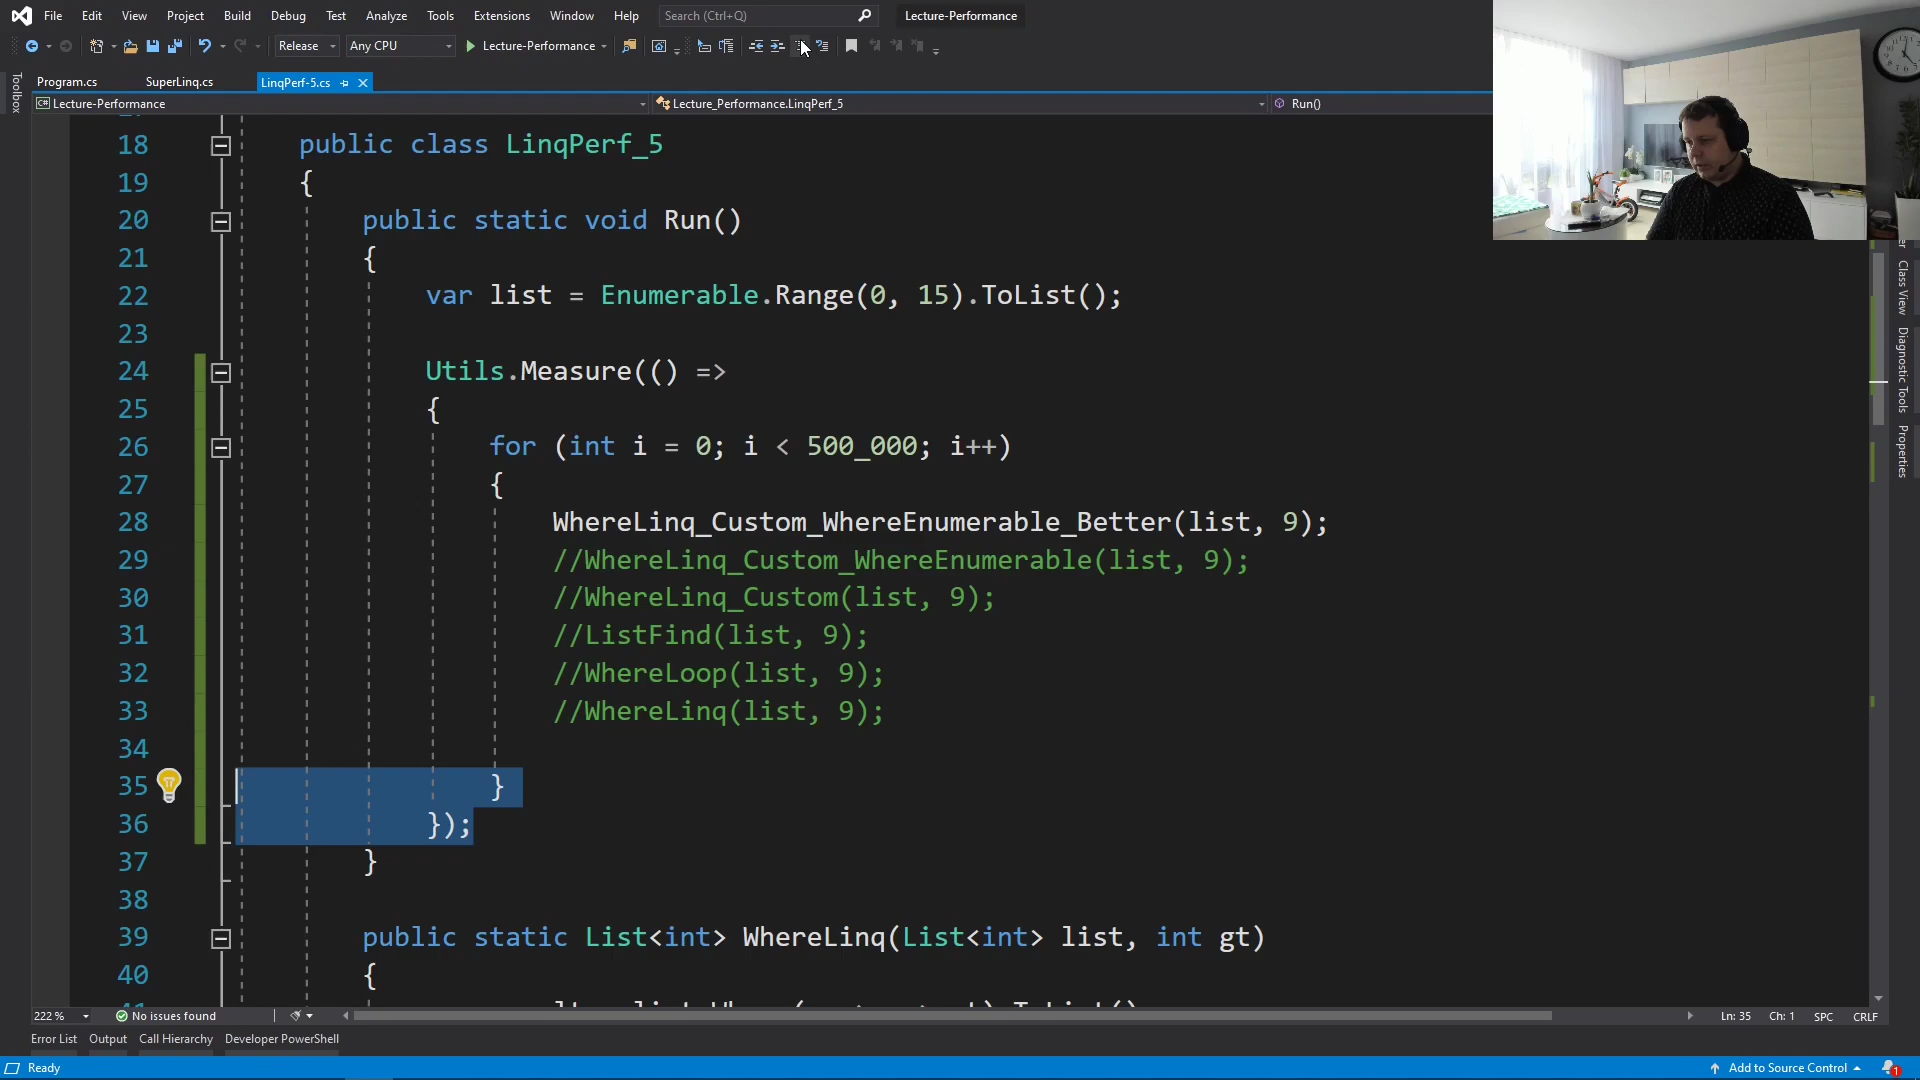 File Edit View Project Build Debug Test Analyze Tools Extensions Window Help Search (Ctrl+Q) Lecture-Performance
Release Any CPU Lecture-Performance
Program.cs SuperLinq.cs LinqPerf-5.cs
Lecture-Performance Lecture_Performance.LinqPerf_5 Run()
Toolbox
18 public class LinqPerf_5
19 {
20 public static void Run()
21 {
22 var list = Enumerable.Range(0, 15).ToList();
23
24 Utils.Measure(() =>
25 {
26 for (int i = 0; i < 500_000; i++)
27 {
28 WhereLinq_Custom_WhereEnumerable_Better(list, 9);
29 //WhereLinq_Custom_WhereEnumerable(list, 9);
30 //WhereLinq_Custom(list, 9);
31 //ListFind(list, 9);
32 //WhereLoop(list, 9);
33 //WhereLinq(list, 9);
34
35 }
36 });
37 }
38
39 public static List<int> WhereLinq(List<int> list, int gt)
40 {
Class View
Diagnostic Tools
Properties
222 % No issues found Ln: 35 Ch: 1 SPC CRLF
Error List Output Call Hierarchy Developer PowerShell
Ready Add to Source Control 1